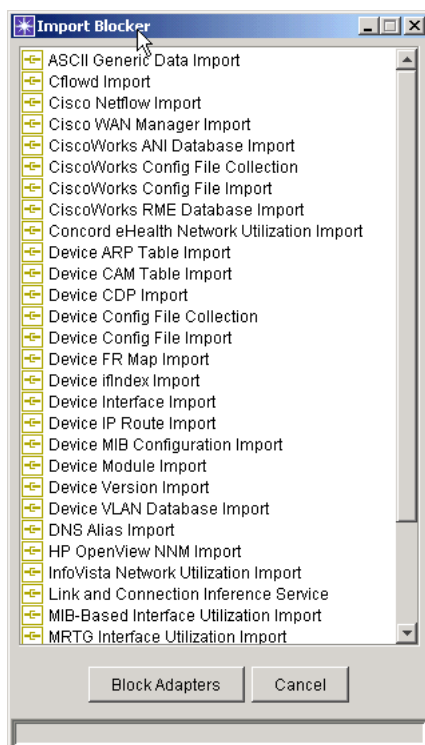 Import Blocker
ASCII Generic Data Import
Cflowd Import
Cisco Netflow Import
Cisco WAN Manager Import
CiscoWorks ANI Database Import
CiscoWorks Config File Collection
CiscoWorks Config File Import
CiscoWorks RME Database Import
Concord eHealth Network Utilization Import
Device ARP Table Import
Device CAM Table Import
Device CDP Import
Device Config File Collection
Device Config File Import
Device FR Map Import
Device ifIndex Import
Device Interface Import
Device IP Route Import
Device MIB Configuration Import
Device Module Import
Device Version Import
Device VLAN Database Import
DNS Alias Import
HP OpenView NNM Import
InfoVista Network Utilization Import
Link and Connection Inference Service
MIB-Based Interface Utilization Import
MRTG Interface Utilization Import
Block Adapters Cancel